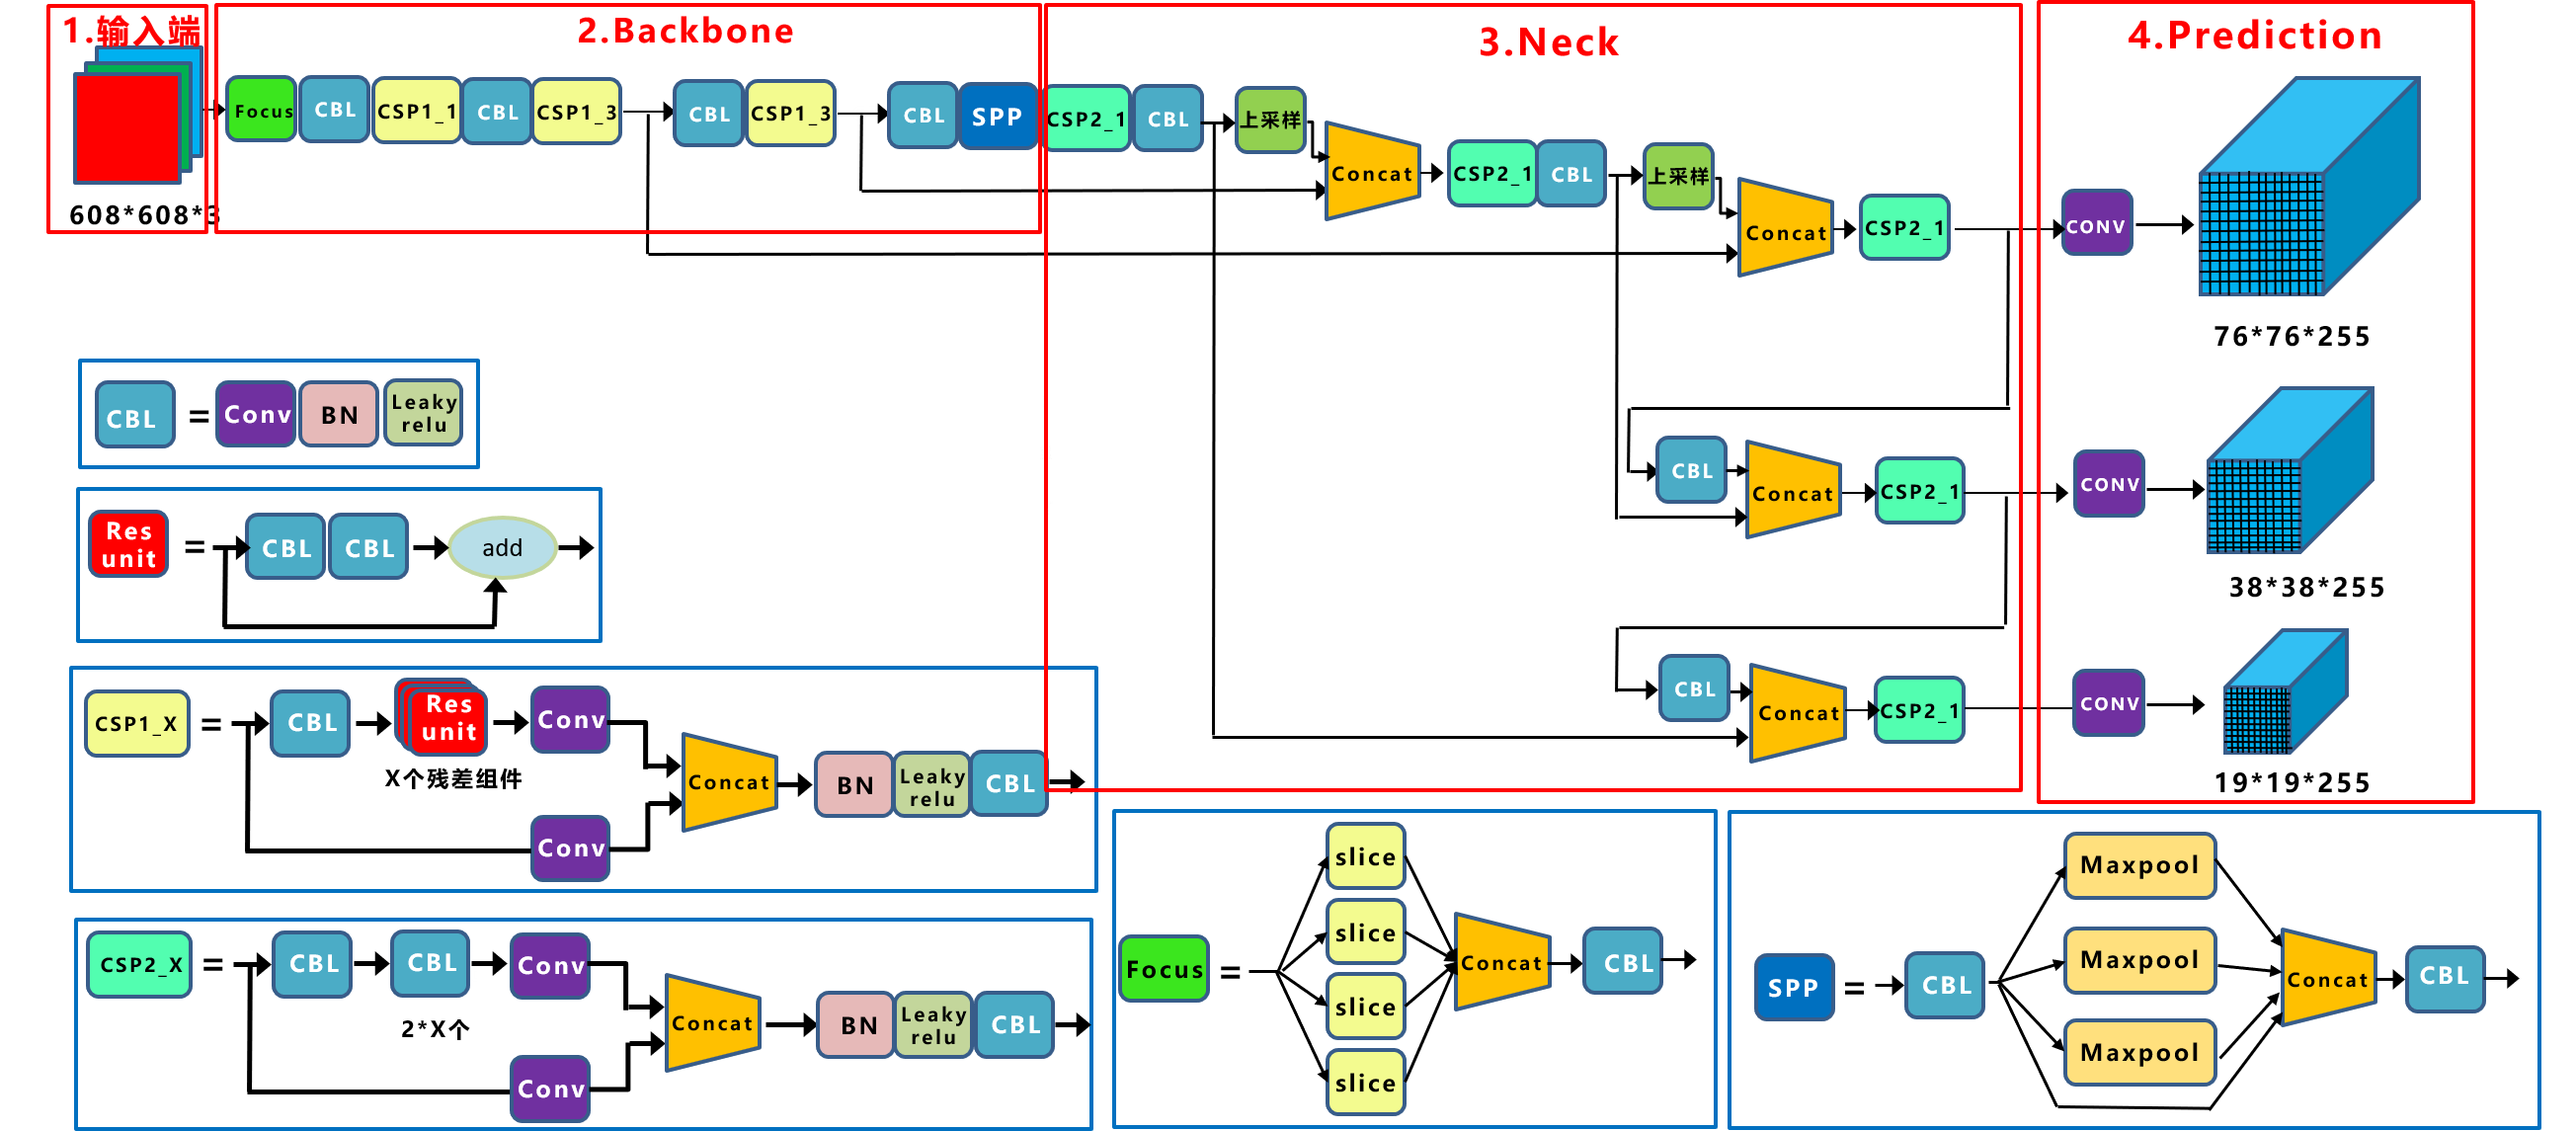 1.输入端
2.Backbone
3.Neck
4.Prediction
608*608*3
Focus
CBL
CSP1_1
CBL
CSP1_3
CBL
CSP1_3
CBL
SPP
CSP2_1
CBL
上采样
Concat
CSP2_1
CBL
上采样
Concat
CSP2_1
CONV
76*76*255
CBL
Concat
CSP2_1
CONV
38*38*255
CBL
Concat
CSP2_1
CONV
19*19*255
CBL
=
Conv
BN
Leaky
relu
Res
unit
=
CBL
CBL
add
CSP1_X
=
CBL
Res
unit
X个残差组件
Conv
Conv
Concat
BN
Leaky
relu
CBL
CSP2_X
=
CBL
CBL
2*X个
Conv
Conv
Concat
BN
Leaky
relu
CBL
Focus
=
slice
slice
slice
slice
Concat
CBL
SPP
=
CBL
Maxpool
Maxpool
Maxpool
Concat
CBL